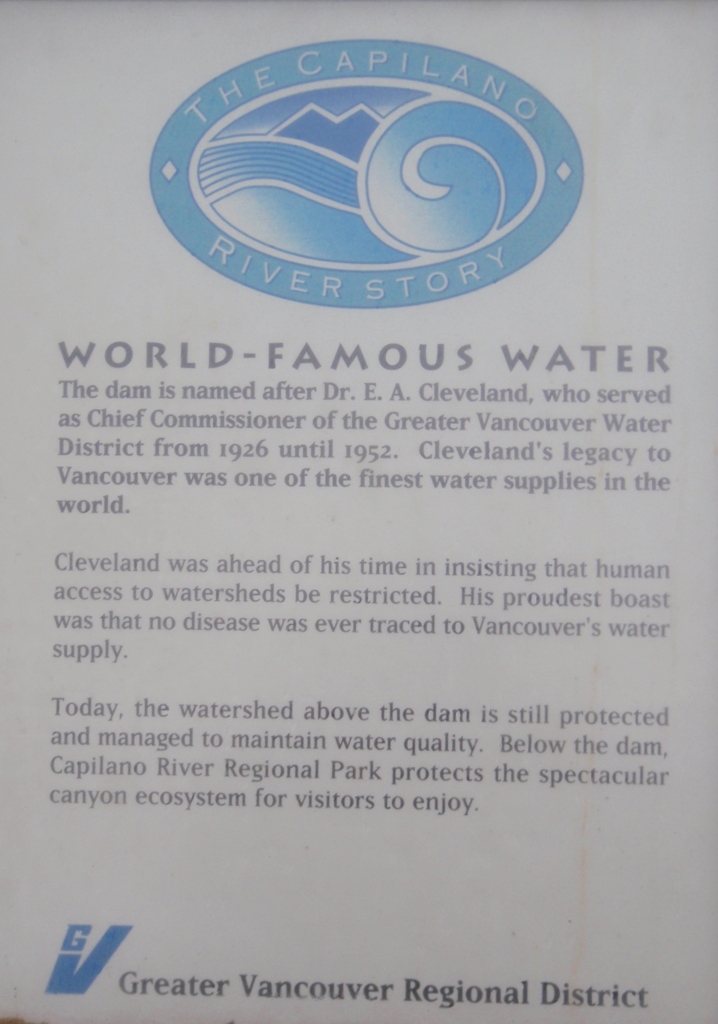 THE CAPILANO
RIVER STORY
WORLD-FAMOUS WATER
The dam is named after Dr. E. A. Cleveland, who served
as Chief Commissioner of the Greater Vancouver Water
District from 1926 until 1952. Cleveland's legacy to
Vancouver was one of the finest water supplies in the
world.
Cleveland was ahead of his time in insisting that human
access to watersheds be restricted. His proudest boast
was that no disease was ever traced to Vancouver's water
supply.
Today, the watershed above the dam is still protected
and managed to maintain water quality. Below the dam,
Capilano River Regional Park protects the spectacular
canyon ecosystem for visitors to enjoy.
GV
Greater Vancouver Regional District